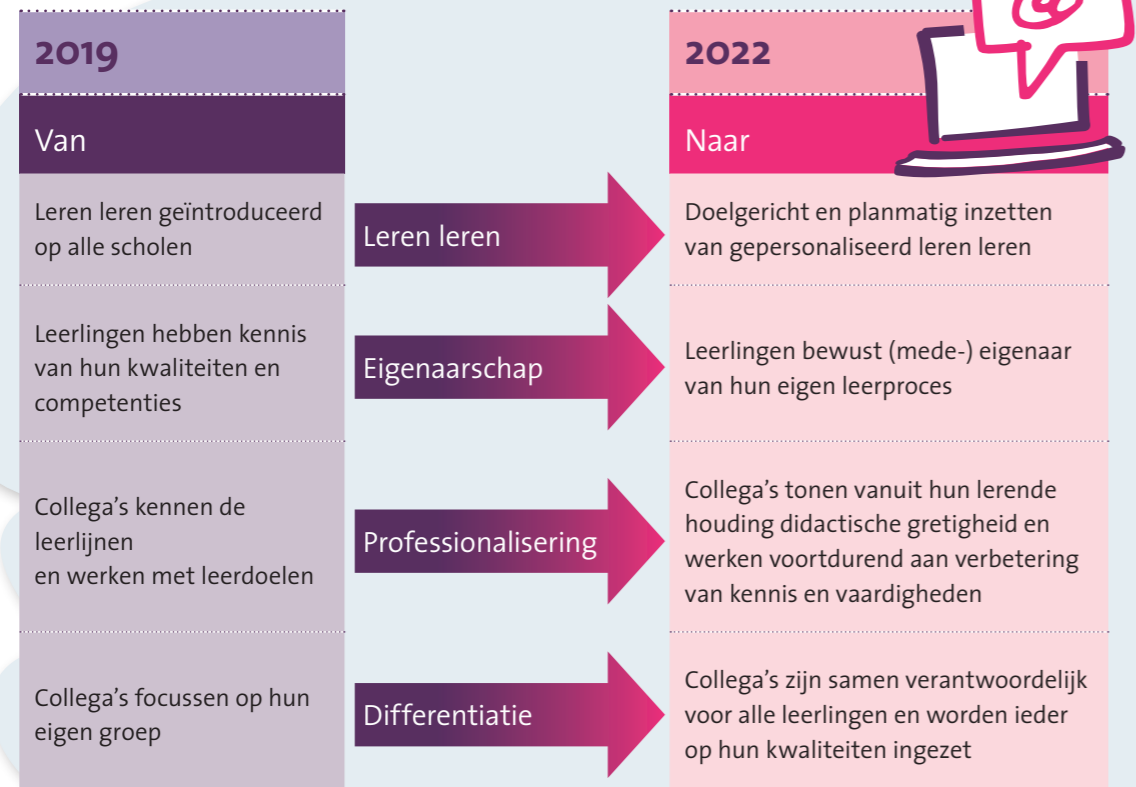 2019
2022
Van
Naar
Leren leren geïntroduceerd
op alle scholen
Leren leren
Doelgericht en planmatig inzetten
van gepersonaliseerd leren leren
Leerlingen hebben kennis
van hun kwaliteiten en
competenties
Eigenaarschap
Leerlingen bewust (mede-) eigenaar
van hun eigen leerproces
Collega’s kennen de
leerlijnen
en werken met leerdoelen
Professionalisering
Collega’s tonen vanuit hun lerende
houding didactische gretigheid en
werken voortdurend aan verbetering
van kennis en vaardigheden
Collega’s focussen op hun
eigen groep
Differentiatie
Collega’s zijn samen verantwoordelijk
voor alle leerlingen en worden ieder
op hun kwaliteiten ingezet